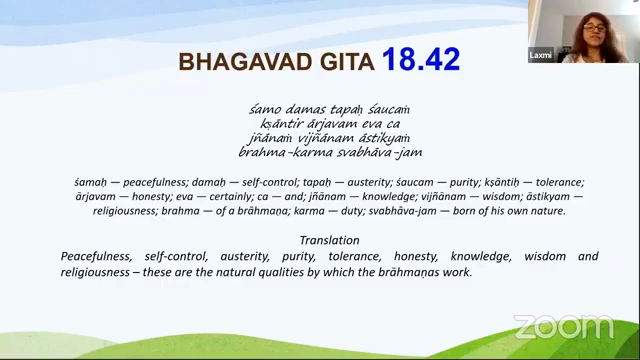 Laxmi
BHAGAVAD GITA 18.42
śamo damas tapaḥ śaucaṁ
kṣāntir ārjavam eva ca
jñānaṁ vijñānam āstikyaṁ
brahma-karma svabhāva-jam
śamaḥ — peacefulness; damaḥ — self-control; tapaḥ — austerity; śaucam — purity; kṣāntiḥ — tolerance;
ārjavam — honesty; eva — certainly; ca — and; jñānam — knowledge; vijñānam — wisdom; āstikyam —
religiousness; brahma — of a brāhmaṇa; karma — duty; svabhāva-jam — born of his own nature.
Translation
Peacefulness, self-control, austerity, purity, tolerance, honesty, knowledge, wisdom and
religiousness – these are the natural qualities by which the brāhmaṇas work.
zoom